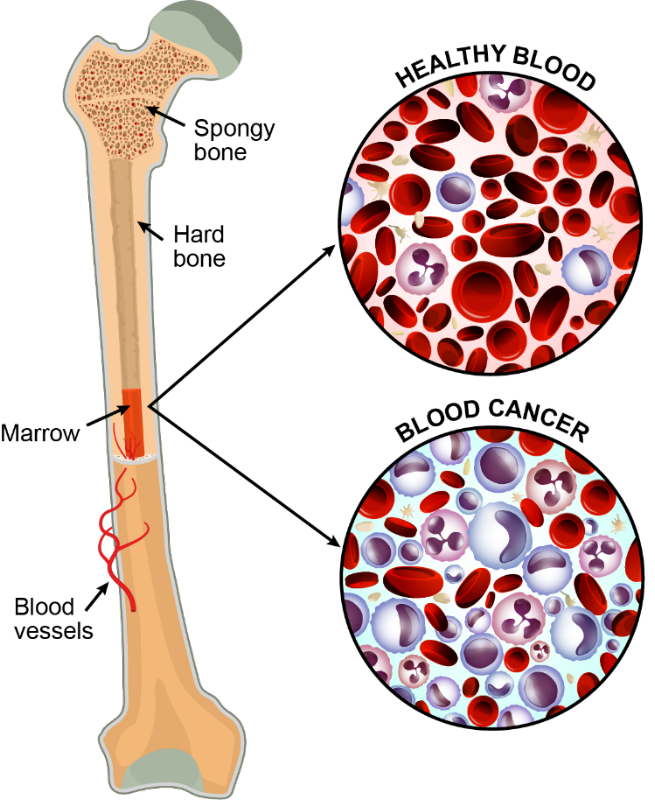 HEALTHY BLOOD
Spongy
bone
Hard
bone
Marrow
BLOOD CANCER
Blood
vessels